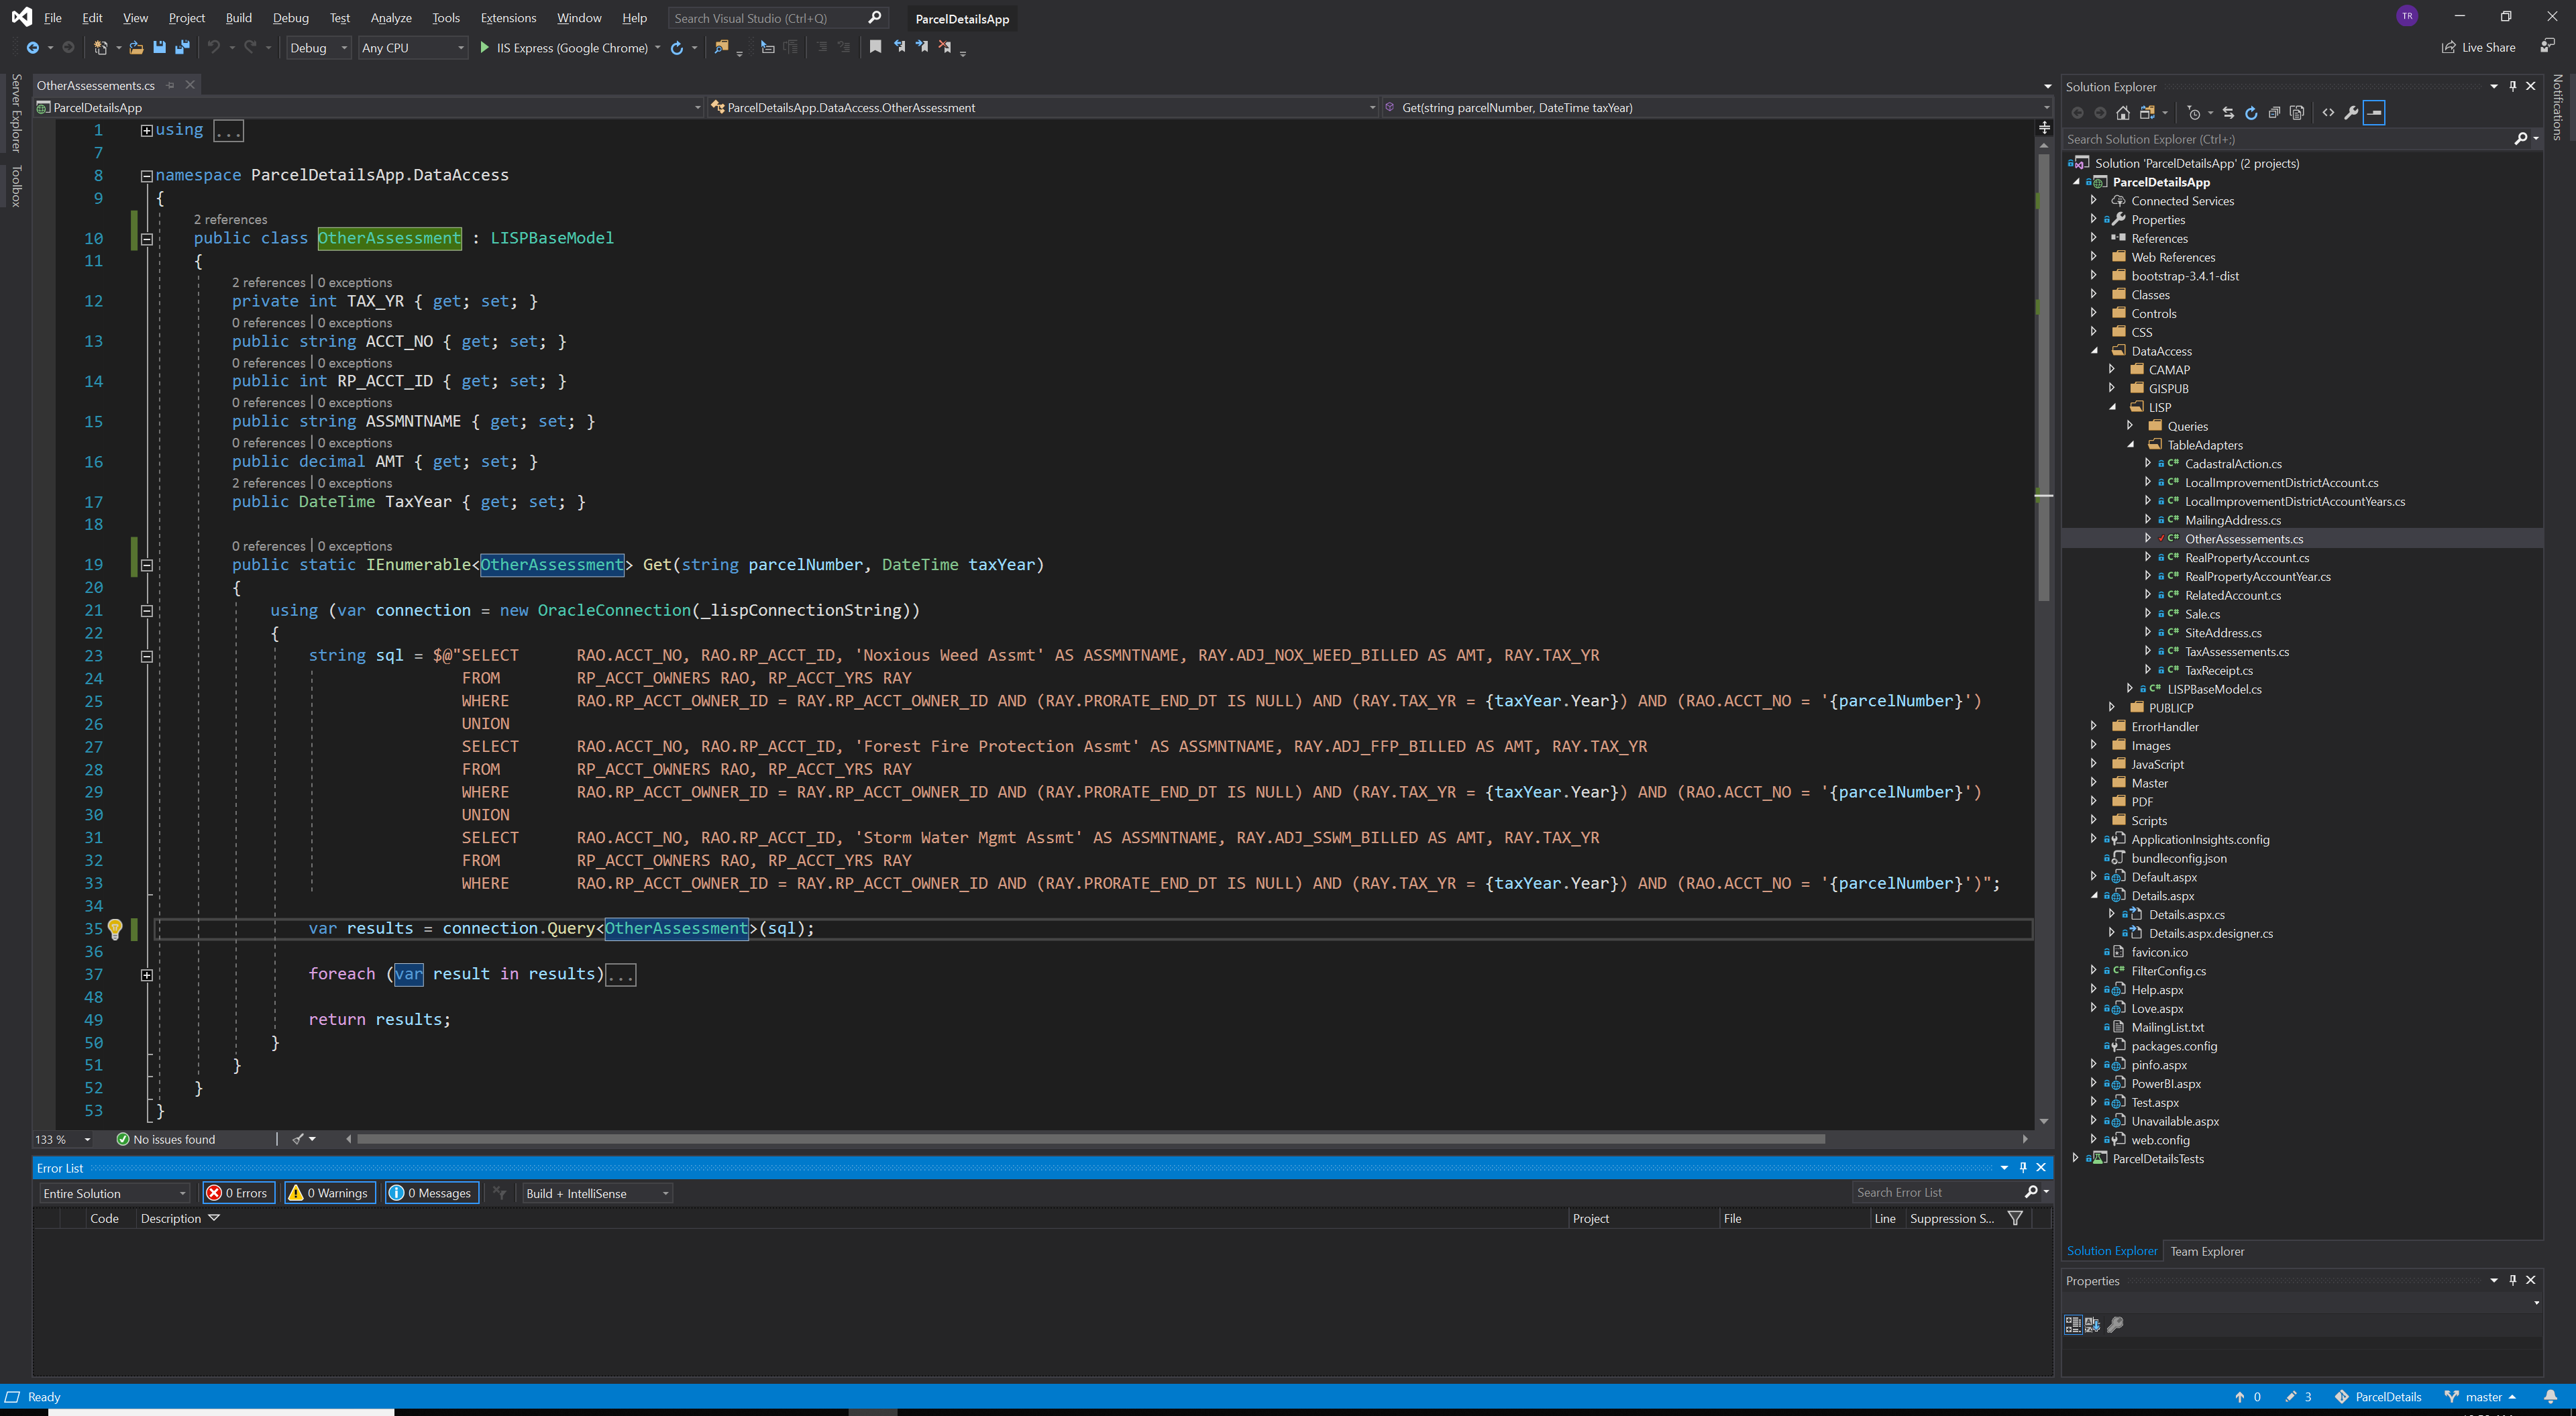 File Edit View Project Build Debug Test Analyze Tools Extensions Window Help Search Visual Studio (Ctrl+Q) ParcelDetailsApp TR
Debug Any CPU IIS Express (Google Chrome) Live Share
Server Explorer
Toolbox
OtherAssessements.cs
ParcelDetailsApp ParcelDetailsApp.DataAccess.OtherAssessment Get(string parcelNumber, DateTime taxYear)
1 using ...
7
8 namespace ParcelDetailsApp.DataAccess
9 {
2 references
10 public class OtherAssessment : LISPBaseModel
11 {
2 references | 0 exceptions
12 private int TAX_YR { get; set; }
0 references | 0 exceptions
13 public string ACCT_NO { get; set; }
0 references | 0 exceptions
14 public int RP_ACCT_ID { get; set; }
0 references | 0 exceptions
15 public string ASSMNTNAME { get; set; }
0 references | 0 exceptions
16 public decimal AMT { get; set; }
2 references | 0 exceptions
17 public DateTime TaxYear { get; set; }
18
0 references | 0 exceptions
19 public static IEnumerable<OtherAssessment> Get(string parcelNumber, DateTime taxYear)
20 {
21 using (var connection = new OracleConnection(_lispConnectionString))
22 {
23 string sql = $@"SELECT RAO.ACCT_NO, RAO.RP_ACCT_ID, 'Noxious Weed Assmt' AS ASSMNTNAME, RAY.ADJ_NOX_WEED_BILLED AS AMT, RAY.TAX_YR
24 FROM RP_ACCT_OWNERS RAO, RP_ACCT_YRS RAY
25 WHERE RAO.RP_ACCT_OWNER_ID = RAY.RP_ACCT_OWNER_ID AND (RAY.PRORATE_END_DT IS NULL) AND (RAY.TAX_YR = {taxYear.Year}) AND (RAO.ACCT_NO = '{parcelNumber}')
26 UNION
27 SELECT RAO.ACCT_NO, RAO.RP_ACCT_ID, 'Forest Fire Protection Assmt' AS ASSMNTNAME, RAY.ADJ_FFP_BILLED AS AMT, RAY.TAX_YR
28 FROM RP_ACCT_OWNERS RAO, RP_ACCT_YRS RAY
29 WHERE RAO.RP_ACCT_OWNER_ID = RAY.RP_ACCT_OWNER_ID AND (RAY.PRORATE_END_DT IS NULL) AND (RAY.TAX_YR = {taxYear.Year}) AND (RAO.ACCT_NO = '{parcelNumber}')
30 UNION
31 SELECT RAO.ACCT_NO, RAO.RP_ACCT_ID, 'Storm Water Mgmt Assmt' AS ASSMNTNAME, RAY.ADJ_SSWM_BILLED AS AMT, RAY.TAX_YR
32 FROM RP_ACCT_OWNERS RAO, RP_ACCT_YRS RAY
33 WHERE RAO.RP_ACCT_OWNER_ID = RAY.RP_ACCT_OWNER_ID AND (RAY.PRORATE_END_DT IS NULL) AND (RAY.TAX_YR = {taxYear.Year}) AND (RAO.ACCT_NO = '{parcelNumber}')";
34
35 var results = connection.Query<OtherAssessment>(sql);
36
37 foreach (var result in results)...
48
49 return results;
50 }
51 }
52 }
53 }
133 % No issues found
Error List
Entire Solution 0 Errors 0 Warnings 0 Messages Build + IntelliSense Search Error List
Code Description Project File Line Suppression S...
Solution Explorer
Search Solution Explorer (Ctrl+;)
Solution 'ParcelDetailsApp' (2 projects)
ParcelDetailsApp
Connected Services
Properties
References
Web References
bootstrap-3.4.1-dist
Classes
Controls
CSS
DataAccess
CAMAP
GISPUB
LISP
Queries
TableAdapters
CadastralAction.cs
LocalImprovementDistrictAccount.cs
LocalImprovementDistrictAccountYears.cs
MailingAddress.cs
OtherAssessements.cs
RealPropertyAccount.cs
RealPropertyAccountYear.cs
RelatedAccount.cs
Sale.cs
SiteAddress.cs
TaxAssessements.cs
TaxReceipt.cs
LISPBaseModel.cs
PUBLICP
ErrorHandler
Images
JavaScript
Master
PDF
Scripts
ApplicationInsights.config
bundleconfig.json
Default.aspx
Details.aspx
Details.aspx.cs
Details.aspx.designer.cs
favicon.ico
FilterConfig.cs
Help.aspx
Love.aspx
MailingList.txt
packages.config
pinfo.aspx
PowerBI.aspx
Test.aspx
Unavailable.aspx
web.config
ParcelDetailsTests
Solution Explorer Team Explorer
Properties
Notifications
Ready 0 3 ParcelDetails master